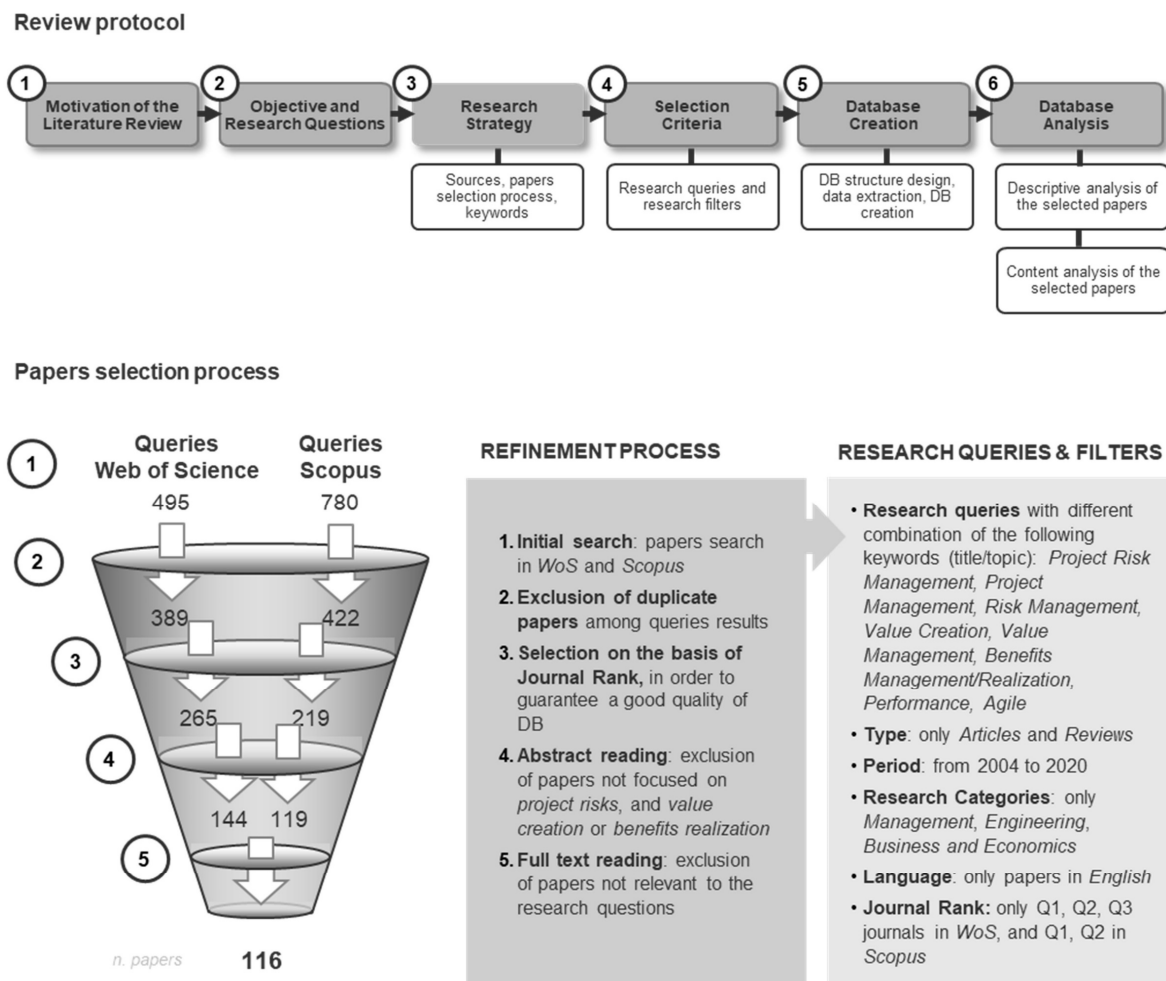 Review protocol
1
Motivation of the
Literature Review
2
Objective and
Research Questions
3
Research
Strategy
Sources, papers
selection process,
keywords
4
Selection
Criteria
Research queries and
research filters
5
Database
Creation
DB structure design,
data extraction, DB
creation
6
Database
Analysis
Descriptive analysis of
the selected papers
Content analysis of the
selected papers
Papers selection process
1
Queries
Web of Science
495
Queries
Scopus
780
2
389
422
3
265
219
4
144
119
5
n. papers
116
REFINEMENT PROCESS
1. Initial search: papers search
in WoS and Scopus
2. Exclusion of duplicate
papers among queries results
3. Selection on the basis of
Journal Rank, in order to
guarantee a good quality of
DB
4. Abstract reading: exclusion
of papers not focused on
project risks, and value
creation or benefits realization
5. Full text reading: exclusion
of papers not relevant to the
research questions
RESEARCH QUERIES & FILTERS
• Research queries with different
combination of the following
keywords (title/topic): Project Risk
Management, Project
Management, Risk Management,
Value Creation, Value
Management, Benefits
Management/Realization,
Performance, Agile
• Type: only Articles and Reviews
• Period: from 2004 to 2020
• Research Categories: only
Management, Engineering,
Business and Economics
• Language: only papers in English
• Journal Rank: only Q1, Q2, Q3
journals in WoS, and Q1, Q2 in
Scopus